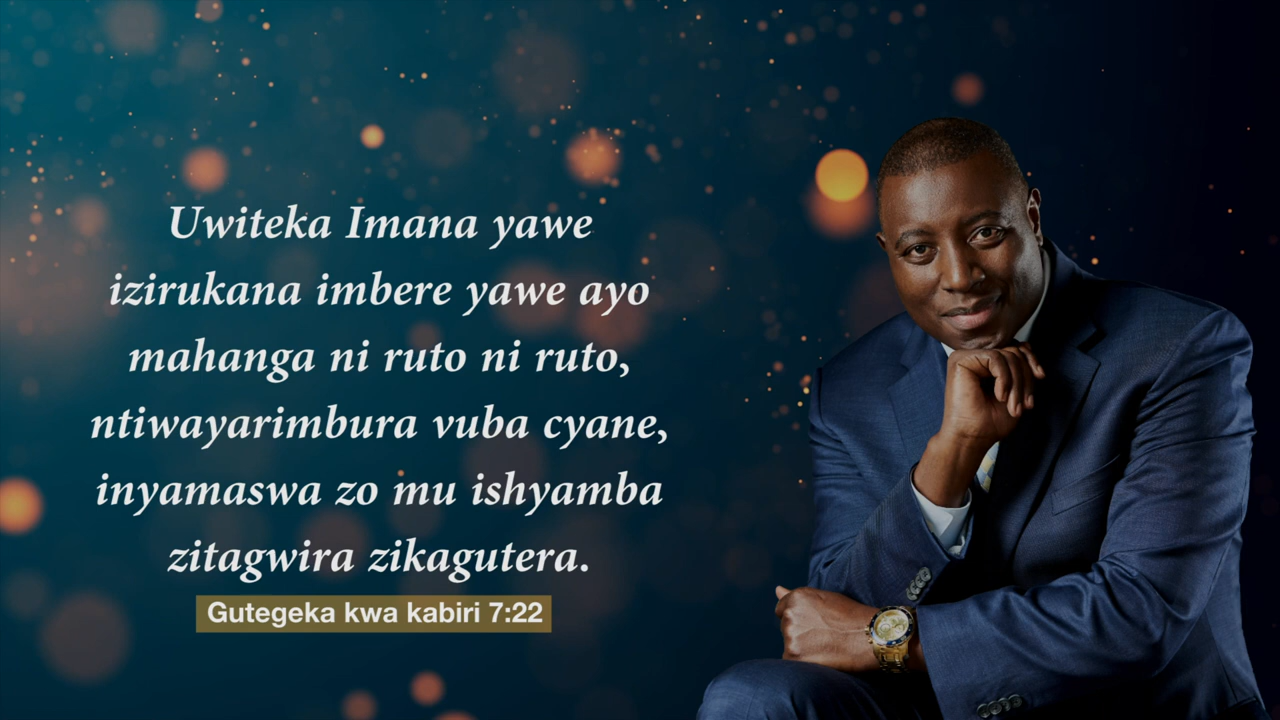 Uwiteka Imana yawe
izirukana imbere yawe ayo
mahanga ni ruto ni ruto,
ntiwayarimbura vuba cyane,
inyamaswa zo mu ishyamba
zitagwira zikagutera.
Gutegeka kwa kabiri 7:22